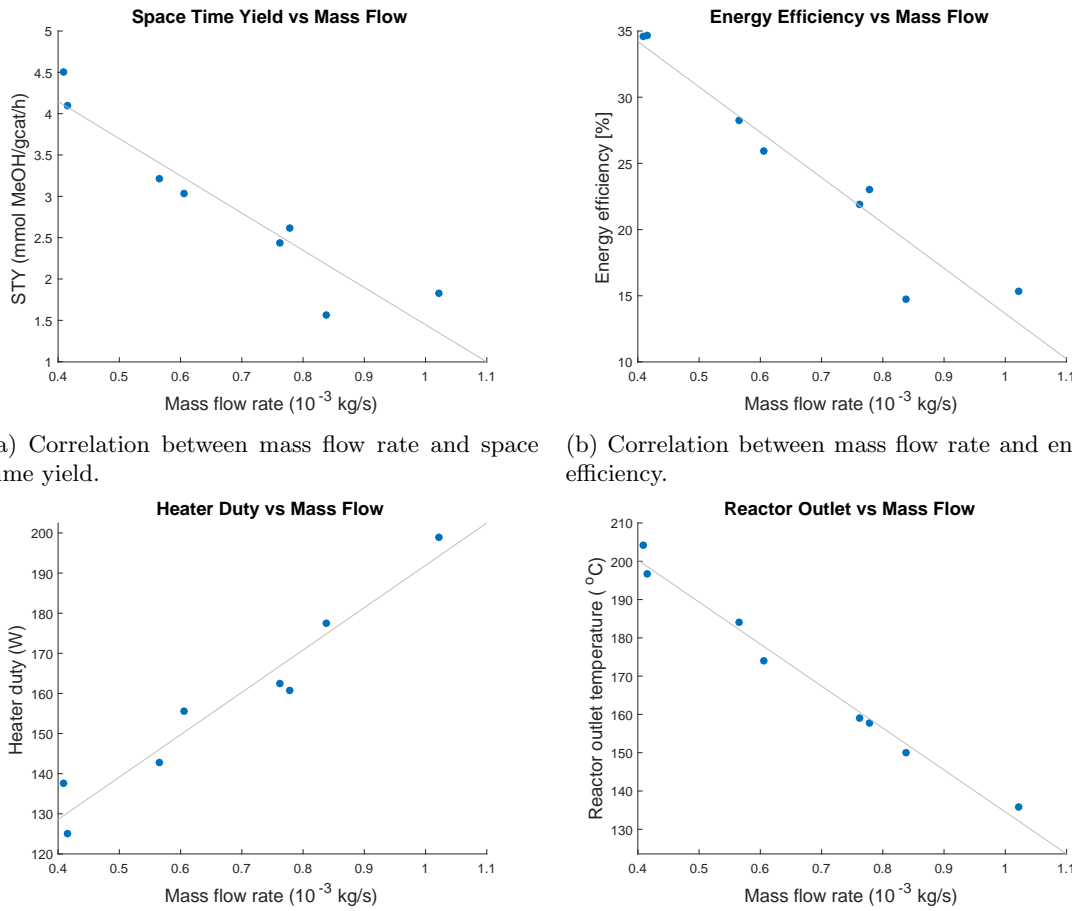 Space Time Yield vs Mass Flow
5
4.5
4
3.5
3
2.5
2
1.5
1
STY (mmol MeOH/gcat/h)
0.4 0.5 0.6 0.7 0.8 0.9 1 1.1
Mass flow rate (10^-3 kg/s)
Energy Efficiency vs Mass Flow
35
30
25
20
15
10
Energy efficiency [%]
0.4 0.5 0.6 0.7 0.8 0.9 1 1.1
Mass flow rate (10^-3 kg/s)
a) Correlation between mass flow rate and space
ime yield.
(b) Correlation between mass flow rate and en
efficiency.
Heater Duty vs Mass Flow
200
190
180
170
160
150
140
130
120
Heater duty (W)
0.4 0.5 0.6 0.7 0.8 0.9 1 1.1
Mass flow rate (10^-3 kg/s)
Reactor Outlet vs Mass Flow
210
200
190
180
170
160
150
140
130
Reactor outlet temperature (°C)
0.4 0.5 0.6 0.7 0.8 0.9 1 1.1
Mass flow rate (10^-3 kg/s)